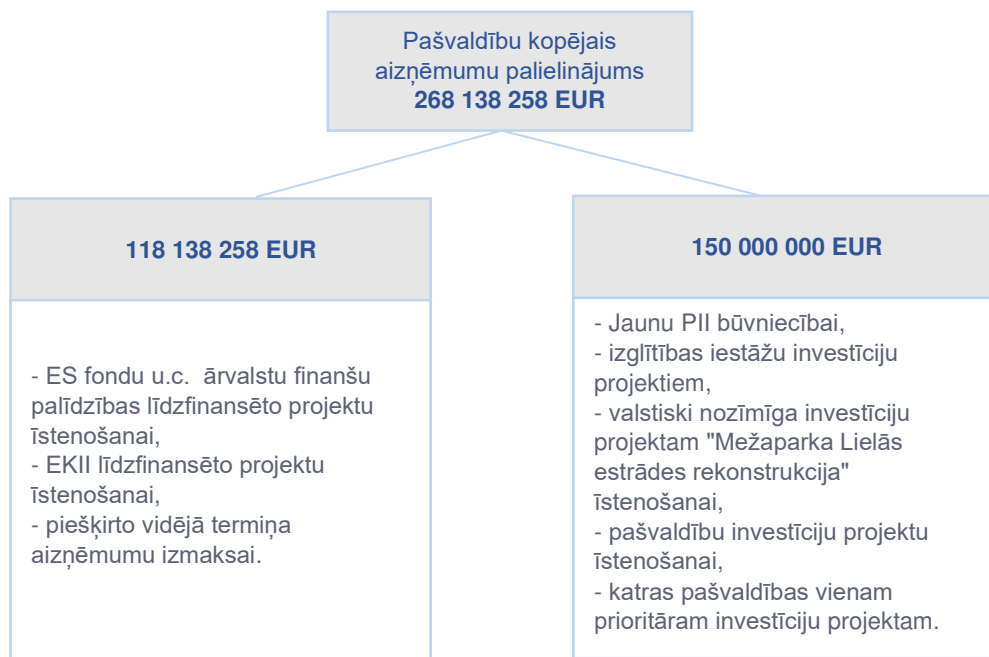 Pašvaldību kopējais
aizņēmumu palielinājums
268 138 258 EUR
118 138 258 EUR
- ES fondu u.c. ārvalstu finanšu
palīdzības līdzfinansēto projektu
īstenošanai,
- EKII līdzfinansēto projektu
īstenošanai,
- piešķirto vidējā termiņa
aizņēmumu izmaksai.
150 000 000 EUR
- Jaunu PII būvniecībai,
- izglītības iestāžu investīciju
projektiem,
- valstiski nozīmīga investīciju
projektam "Mežaparka Lielās
estrādes rekonstrukcija"
īstenošanai,
- pašvaldību investīciju projektu
īstenošanai,
- katras pašvaldības vienam
prioritāram investīciju projektam.